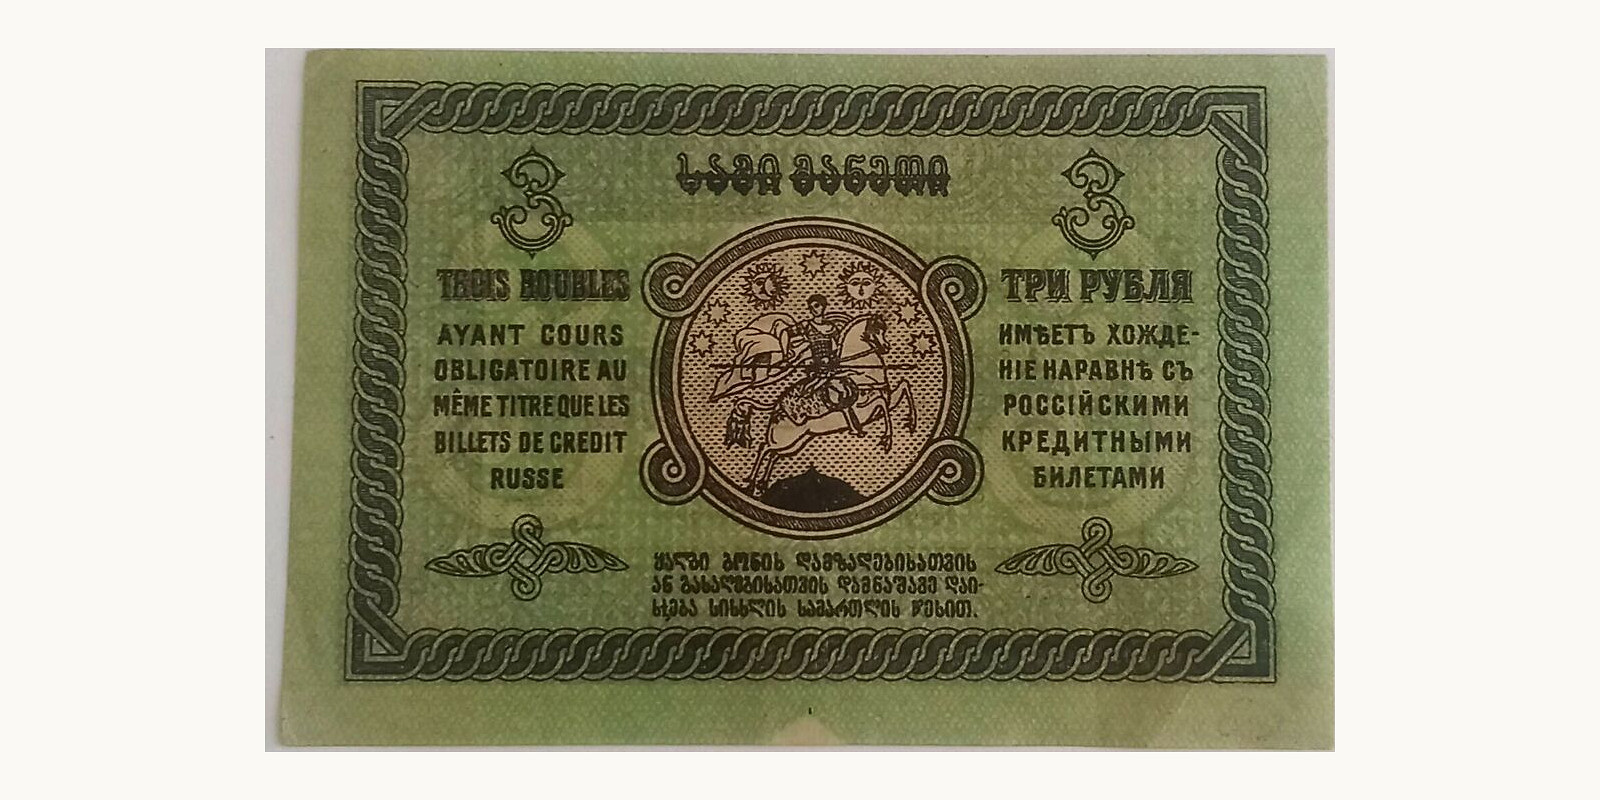 3
სამი მანეთი
3
TROIS ROUBLES
AYANT COURS
OBLIGATOIRE AU
MÊME TITRE QUE LES
BILLETS DE CREDIT
RUSSE
ТРИ РУБЛЯ
ИМѢЕТЪ ХОЖДЕ-
НІЕ НАРАВНѢ СЪ
РОССІЙСКИМИ
КРЕДИТНЫМИ
БИЛЕТАМИ
ყალბი ბონის დამზადებისათვის
ან გასაღებისათვის დამნაშავე დაი-
სჯება სისხლის სამართლის წესით.